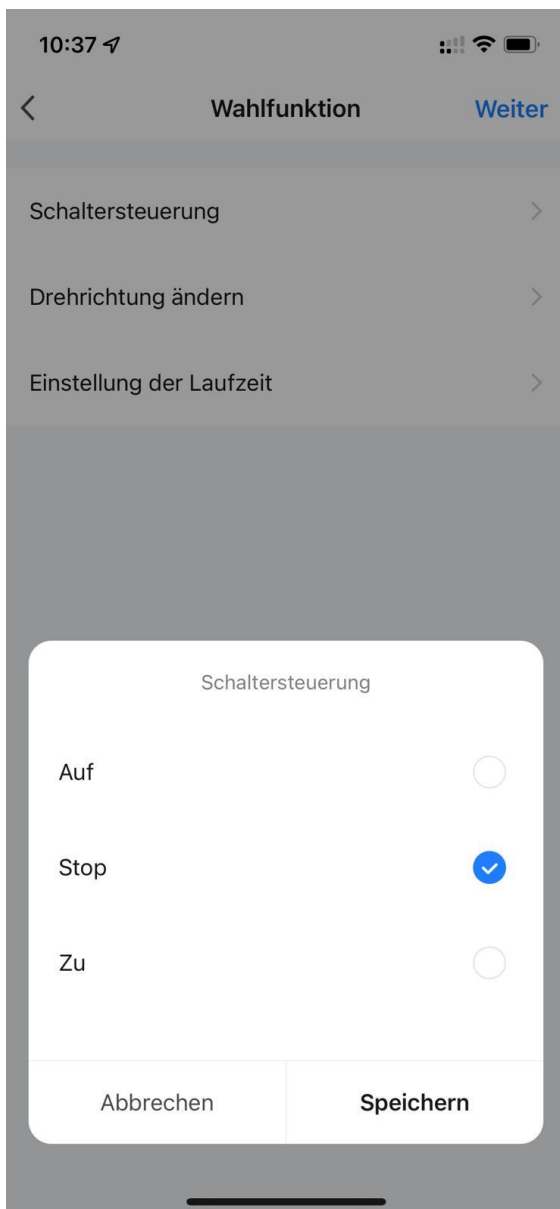 10:37
Wahlfunktion
Weiter
Schaltersteuerung
Drehrichtung ändern
Einstellung der Laufzeit
Schaltersteuerung
Auf
Stop
Zu
Abbrechen
Speichern